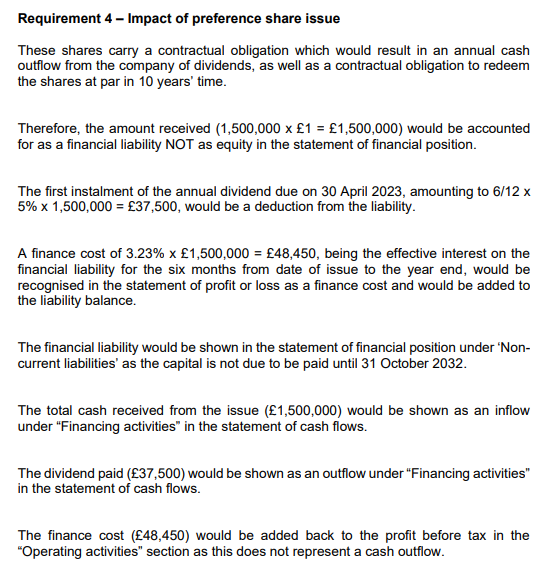 Requirement 4 – Impact of preference share issue
These shares carry a contractual obligation which would result in an annual cash
outflow from the company of dividends, as well as a contractual obligation to redeem
the shares at par in 10 years’ time.
Therefore, the amount received (1,500,000 x £1 = £1,500,000) would be accounted
for as a financial liability NOT as equity in the statement of financial position.
The first instalment of the annual dividend due on 30 April 2023, amounting to 6/12 x
5% x 1,500,000 = £37,500, would be a deduction from the liability.
A finance cost of 3.23% x £1,500,000 = £48,450, being the effective interest on the
financial liability for the six months from date of issue to the year end, would be
recognised in the statement of profit or loss as a finance cost and would be added to
the liability balance.
The financial liability would be shown in the statement of financial position under ‘Non-
current liabilities’ as the capital is not due to be paid until 31 October 2032.
The total cash received from the issue (£1,500,000) would be shown as an inflow
under “Financing activities” in the statement of cash flows.
The dividend paid (£37,500) would be shown as an outflow under “Financing activities”
in the statement of cash flows.
The finance cost (£48,450) would be added back to the profit before tax in the
“Operating activities” section as this does not represent a cash outflow.